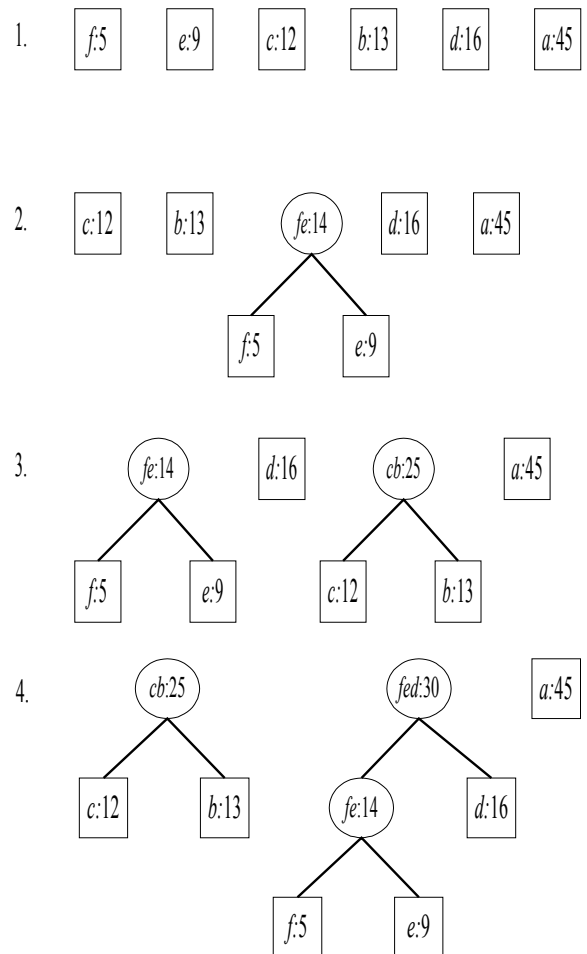 1. f:5 e:9 c:12 b:13 d:16 a:45
2. c:12 b:13 fe:14 d:16 a:45
f:5 e:9
3. fe:14 d:16 cb:25 a:45
f:5 e:9 c:12 b:13
4. cb:25 fed:30 a:45
c:12 b:13 fe:14 d:16
f:5 e:9